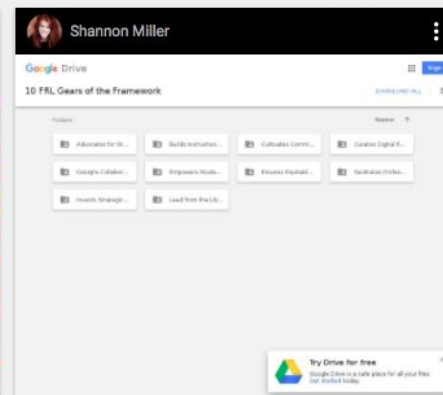 Shannon Miller
Google Drive
10 FRL Gears of the Framework
DOWNLOAD ALL
Folders
Name
Advocates for St...
Builds Instruction...
Cultivates Comm...
Curates Digital R...
Designs Collabor...
Empowers Stude...
Ensures Equitabl...
Facilitates Profes...
Invests Strategic...
Lead from the Lib...
Try Drive for free
Google Drive is a safe place for all your files.
Get started today.